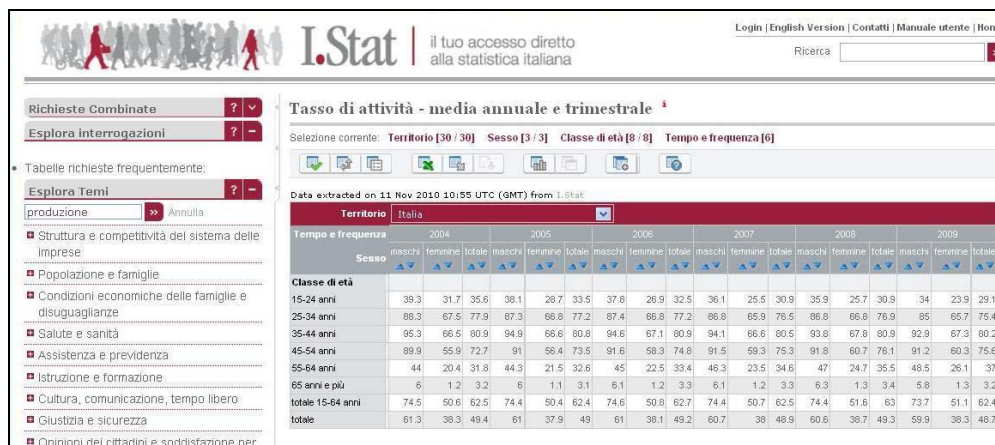 Login | English Version | Contatti | Manuale utente | Hom
I.Stat
il tuo accesso diretto
alla statistica italiana
Ricerca
Richieste Combinate ?
Esplora interrogazioni ? −
Tabelle richieste frequentemente:
Esplora Temi ? −
produzione » Annulla
Struttura e competitività del sistema delle
imprese
Popolazione e famiglie
Condizioni economiche delle famiglie e
disuguaglianze
Salute e sanità
Assistenza e previdenza
Istruzione e formazione
Cultura, comunicazione, tempo libero
Giustizia e sicurezza
Opinioni dei cittadini e soddisfazione per
Tasso di attività - media annuale e trimestrale i
Selezione corrente: Territorio [30 / 30] Sesso [3 / 3] Classe di età [8 / 8] Tempo e frequenza [6]
Data extracted on 11 Nov 2010 10:55 UTC (GMT) from I.Stat
Territorio Italia
Tempo e frequenza 2004 2005 2006 2007 2008 2009
Sesso maschi femmine totale maschi femmine totale maschi femmine totale maschi femmine totale maschi femmine totale maschi femmine totale
Classe di età
15-24 anni 39.3 31.7 35.6 38.1 28.7 33.5 37.8 26.9 32.5 36.1 25.5 30.9 35.9 25.7 30.9 34 23.9 29.1
25-34 anni 88.3 67.5 77.9 87.3 66.8 77.2 87.4 66.8 77.2 86.8 65.9 76.5 86.8 66.8 76.9 85 65.7 75.4
35-44 anni 95.3 66.5 80.9 94.9 66.6 80.8 94.6 67.1 80.9 94.1 66.6 80.5 93.8 67.8 80.9 92.9 67.3 80.2
45-54 anni 89.9 55.9 72.7 91 56.4 73.5 91.6 58.3 74.8 91.5 59.3 75.3 91.8 60.7 76.1 91.2 60.3 75.6
55-64 anni 44 20.4 31.8 44.3 21.5 32.6 45 22.5 33.4 46.3 23.5 34.6 47 24.7 35.5 48.5 26.1 37
65 anni e più 6 1.2 3.2 6 1.1 3.1 6.1 1.2 3.3 6.1 1.2 3.3 6.3 1.3 3.4 5.8 1.3 3.2
totale 15-64 anni 74.5 50.6 62.5 74.4 50.4 62.4 74.6 50.8 62.7 74.4 50.7 62.5 74.4 51.6 63 73.7 51.1 62.4
totale 61.3 38.3 49.4 61 37.9 49 61 38.1 49.2 60.7 38 48.9 60.6 38.7 49.3 59.9 38.3 48.7